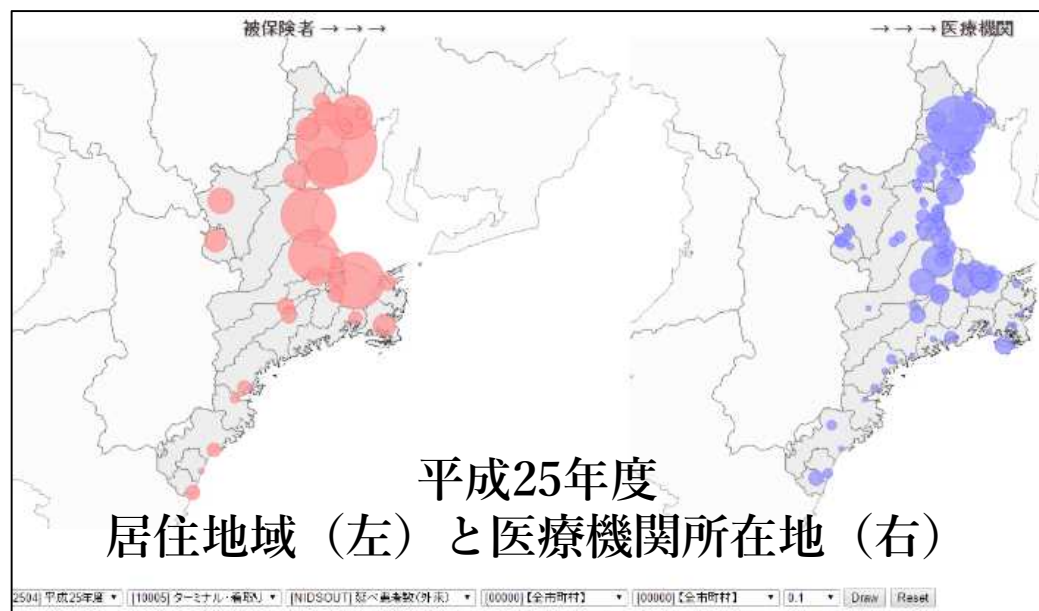 被保険者→→→
→→→医療機関
平成25年度
居住地域（左）と医療機関所在地（右）
2504] 平成25年度 [10005] ターミナル・看取り [NIDSOUT] 延べ患者数(外来) [00000]【全市町村】 [00000]【全市町村】 0.1 Draw Reset